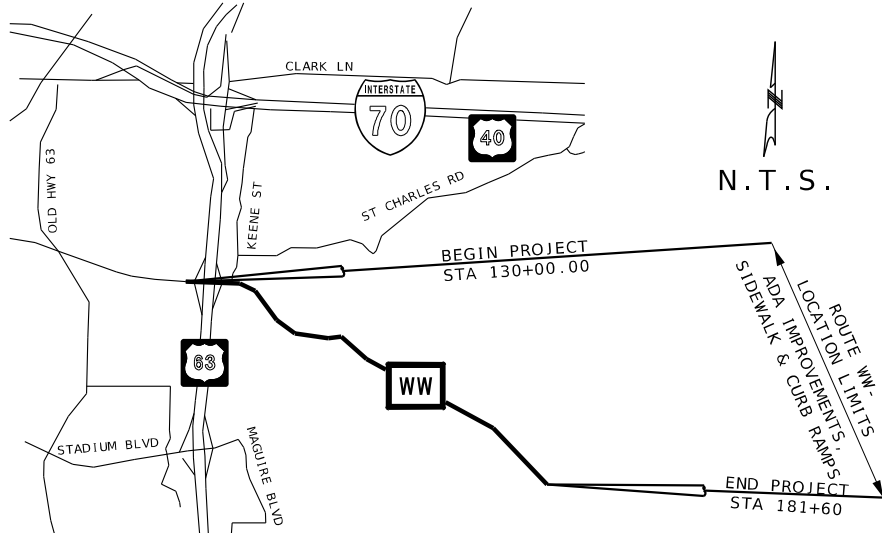 CLARK LN
INTERSTATE
70
40
N
N.T.S.
OLD HWY 63
KEENE ST
ST CHARLES RD
BEGIN PROJECT
STA 130+00.00
ROUTE WW-
LOCATION LIMITS
ADA IMPROVEMENTS,
SIDEWALK & CURB RAMPS
63
WW
STADIUM BLVD
MAGUIRE BLVD
END PROJECT
STA 181+60